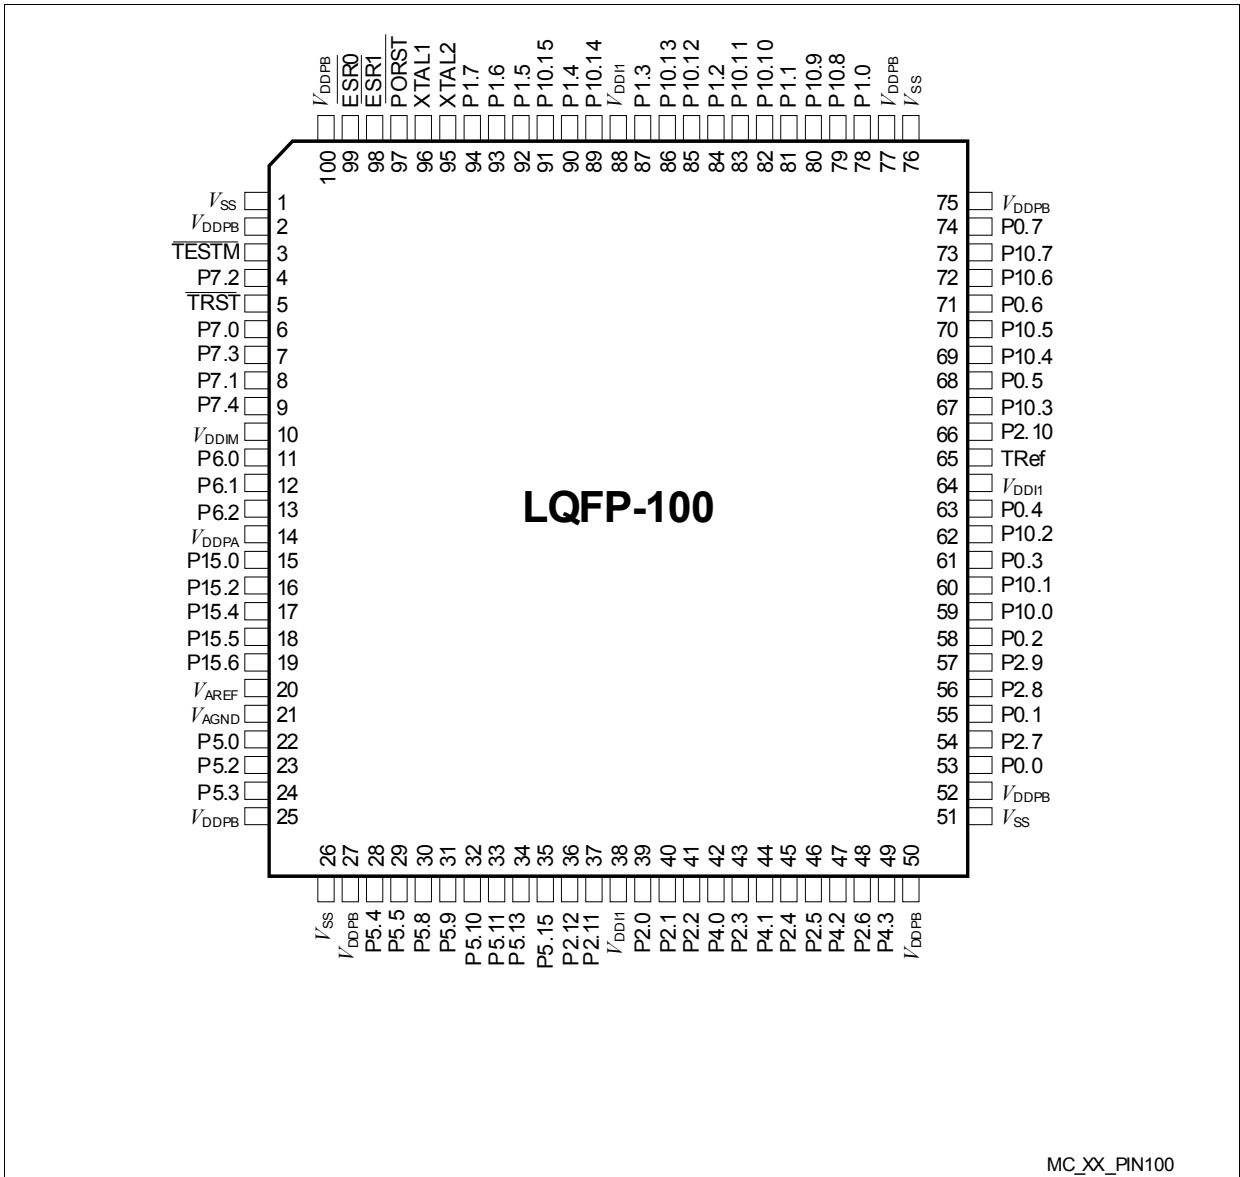 VDDPB
ESR0
ESR1
PORST
XTAL1
XTAL2
P1.7
P1.6
P1.5
P10.15
P1.4
P10.14
VDDI1
P1.3
P10.13
P10.12
P1.2
P10.11
P10.10
P1.1
P10.9
P10.8
P1.0
VDDPB
VSS
100
99
98
97
96
95
94
93
92
91
90
89
88
87
86
85
84
83
82
81
80
79
78
77
76
VSS 1
VDDPB 2
TESTM 3
P7.2 4
TRST 5
P7.0 6
P7.3 7
P7.1 8
P7.4 9
VDDIM 10
P6.0 11
P6.1 12
P6.2 13
VDDPA 14
P15.0 15
P15.2 16
P15.4 17
P15.5 18
P15.6 19
VAREF 20
VAGND 21
P5.0 22
P5.2 23
P5.3 24
VDDPB 25
LQFP-100
75 VDDPB
74 P0.7
73 P10.7
72 P10.6
71 P0.6
70 P10.5
69 P10.4
68 P0.5
67 P10.3
66 P2.10
65 TRef
64 VDDI1
63 P0.4
62 P10.2
61 P0.3
60 P10.1
59 P10.0
58 P0.2
57 P2.9
56 P2.8
55 P0.1
54 P2.7
53 P0.0
52 VDDPB
51 VSS
26
27
28
29
30
31
32
33
34
35
36
37
38
39
40
41
42
43
44
45
46
47
48
49
50
VSS
VDDPB
P5.4
P5.5
P5.8
P5.9
P5.10
P5.11
P5.13
P5.15
P2.12
P2.11
VDDI1
P2.0
P2.1
P2.2
P4.0
P2.3
P4.1
P2.4
P2.5
P4.2
P2.6
P4.3
VDDPB
MC_XX_PIN100